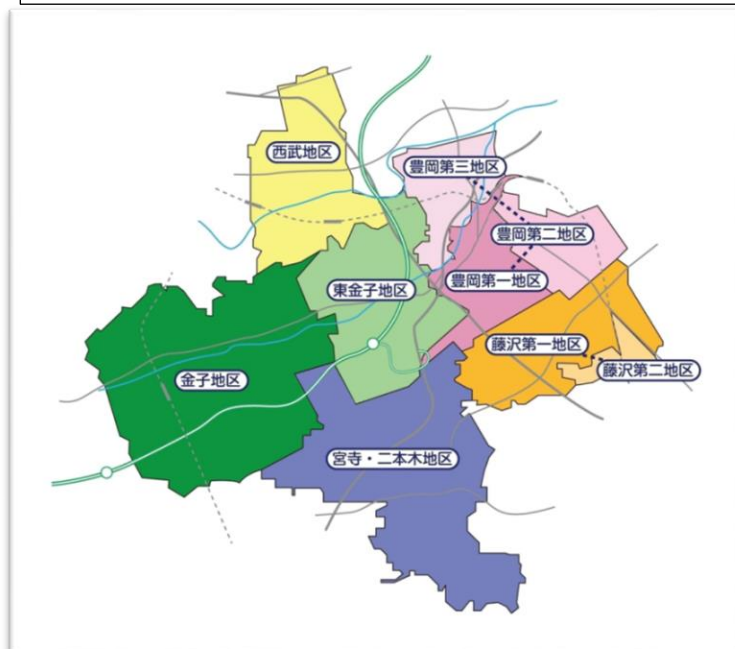 西武地区
豊岡第三地区
豊岡第二地区
豊岡第一地区
東金子地区
藤沢第一地区
藤沢第二地区
金子地区
宮寺・二本木地区